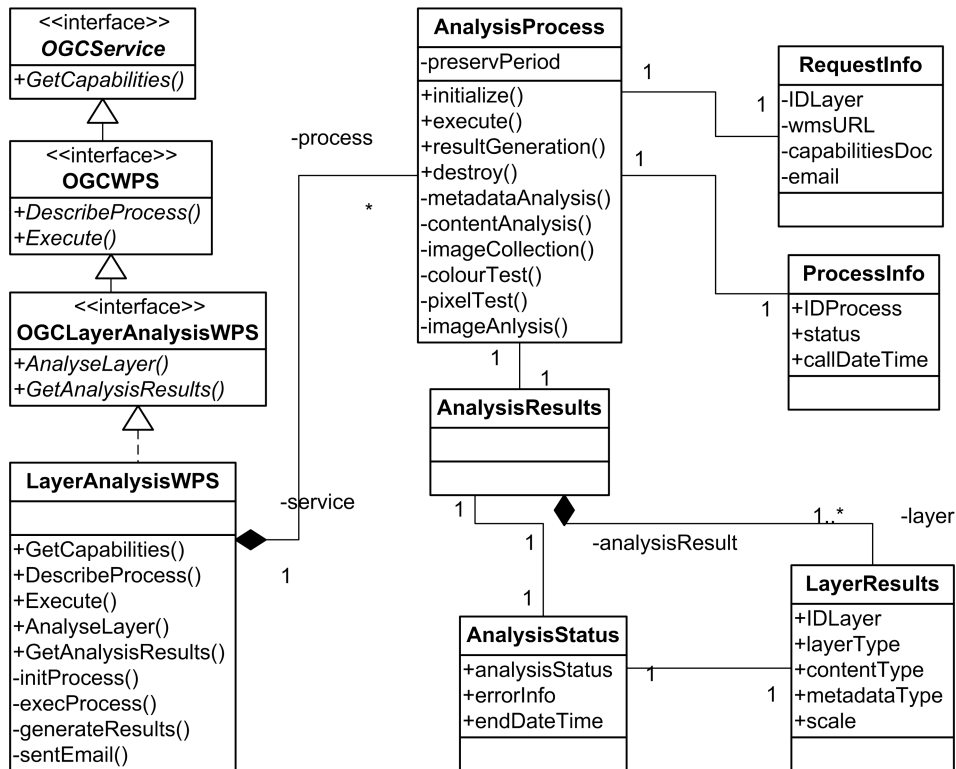 <<interface>>
OGCService
+GetCapabilities()
<<interface>>
OGCWPS
+DescribeProcess()
+Execute()
<<interface>>
OGCLayerAnalysisWPS
+AnalyseLayer()
+GetAnalysisResults()
LayerAnalysisWPS
+GetCapabilities()
+DescribeProcess()
+Execute()
+AnalyseLayer()
+GetAnalysisResults()
-initProcess()
-execProcess()
-generateResults()
-sentEmail()
-process
*
-service
1
AnalysisProcess
-preservPeriod
+initialize()
+execute()
+resultGeneration()
+destroy()
-metadataAnalysis()
-contentAnalysis()
-imageCollection()
-colourTest()
-pixelTest()
-imageAnlysis()
1
1
RequestInfo
-IDLayer
-wmsURL
-capabilitiesDoc
-email
1
1
ProcessInfo
+IDProcess
+status
+callDateTime
1
1
AnalysisResults
1
1
1
-analysisResult
1..*
-layer
AnalysisStatus
+analysisStatus
+errorInfo
+endDateTime
1
1
LayerResults
+IDLayer
+layerType
+contentType
+metadataType
+scale